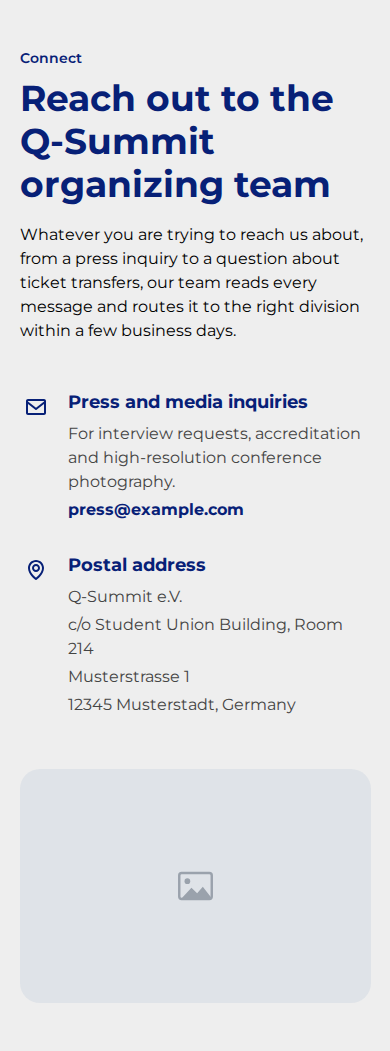 Connect
Reach out to the
Q-Summit
organizing team
Whatever you are trying to reach us about,
from a press inquiry to a question about
ticket transfers, our team reads every
message and routes it to the right division
within a few business days.
Press and media inquiries
For interview requests, accreditation
and high-resolution conference
photography.
press@example.com
Postal address
Q-Summit e.V.
c/o Student Union Building, Room
214
Musterstrasse 1
12345 Musterstadt, Germany